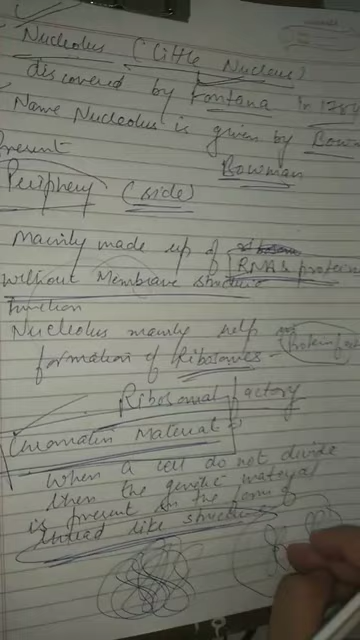 Nucleolus (little Nucleus)
discovered by Fontana in 1784
Name Nucleolus is given by Bown
Bowman
Present
Periphery (side)
Mainly made up of RNA & protein
without Membrane structure
function
Nucleolus mainly help
formation of Ribosomes
Ribosomal factory
Chromatin Material
When a cell do not divide
then the genetic material
is present in the form of
thread like structure